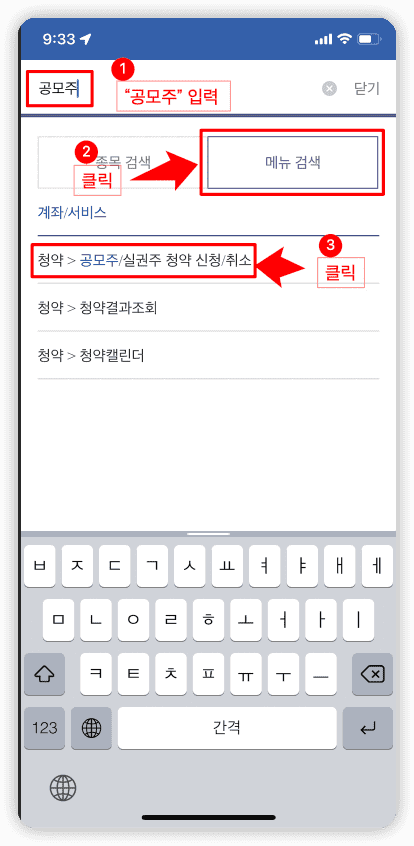 9:33
1
공모주
"공모주" 입력
닫기
2
종목 검색
메뉴 검색
클릭
계좌/서비스
3
청약 > 공모주/실권주 청약 신청/취소
클릭
청약 > 청약결과조회
청약 > 청약캘린더
ㅂ ㅈ ㄷ ㄱ ㅅ ㅛ ㅕ ㅑ ㅐ ㅔ
ㅁ ㄴ ㅇ ㄹ ㅎ ㅗ ㅓ ㅏ ㅣ
ㅋ ㅌ ㅊ ㅍ ㅠ ㅜ ㅡ
123 간격